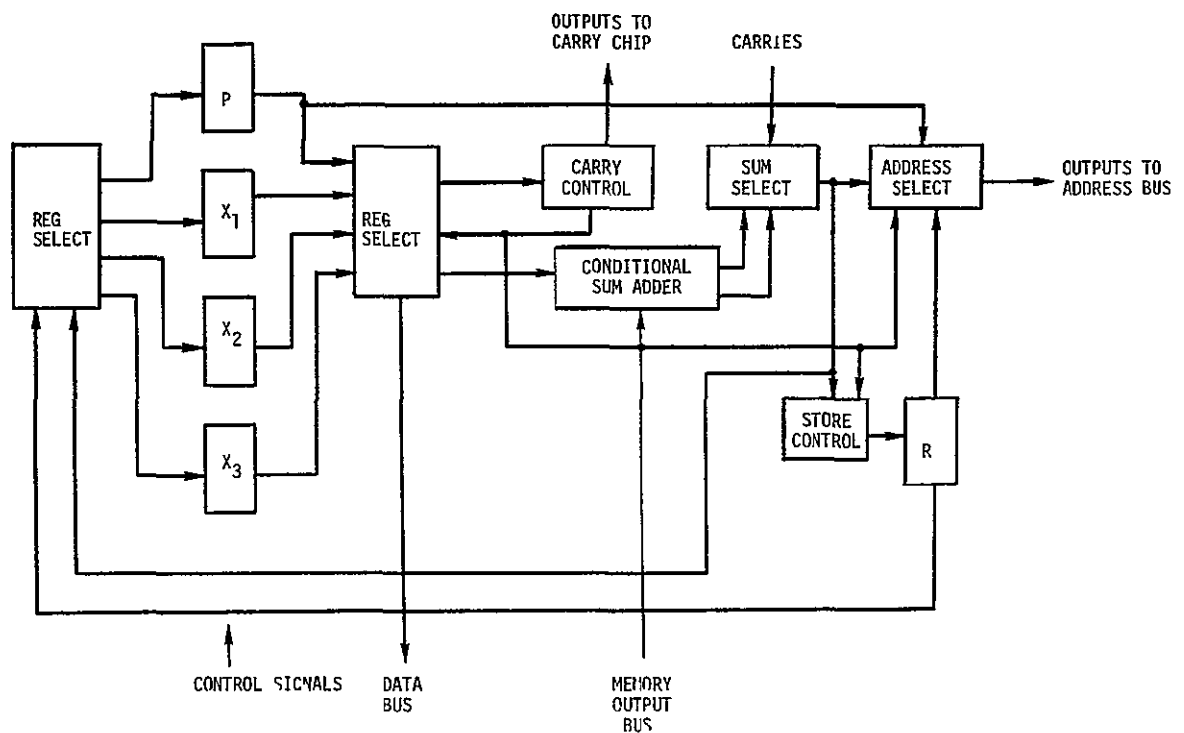 OUTPUTS TO
CARRY CHIP
CARRIES
P
REG
SELECT
X1
REG
SELECT
CARRY
CONTROL
SUM
SELECT
ADDRESS
SELECT
OUTPUTS TO
ADDRESS BUS
CONDITIONAL
SUM ADDER
X2
STORE
CONTROL
R
X3
CONTROL SIGNALS
DATA
BUS
MEMORY
OUTPUT
BUS